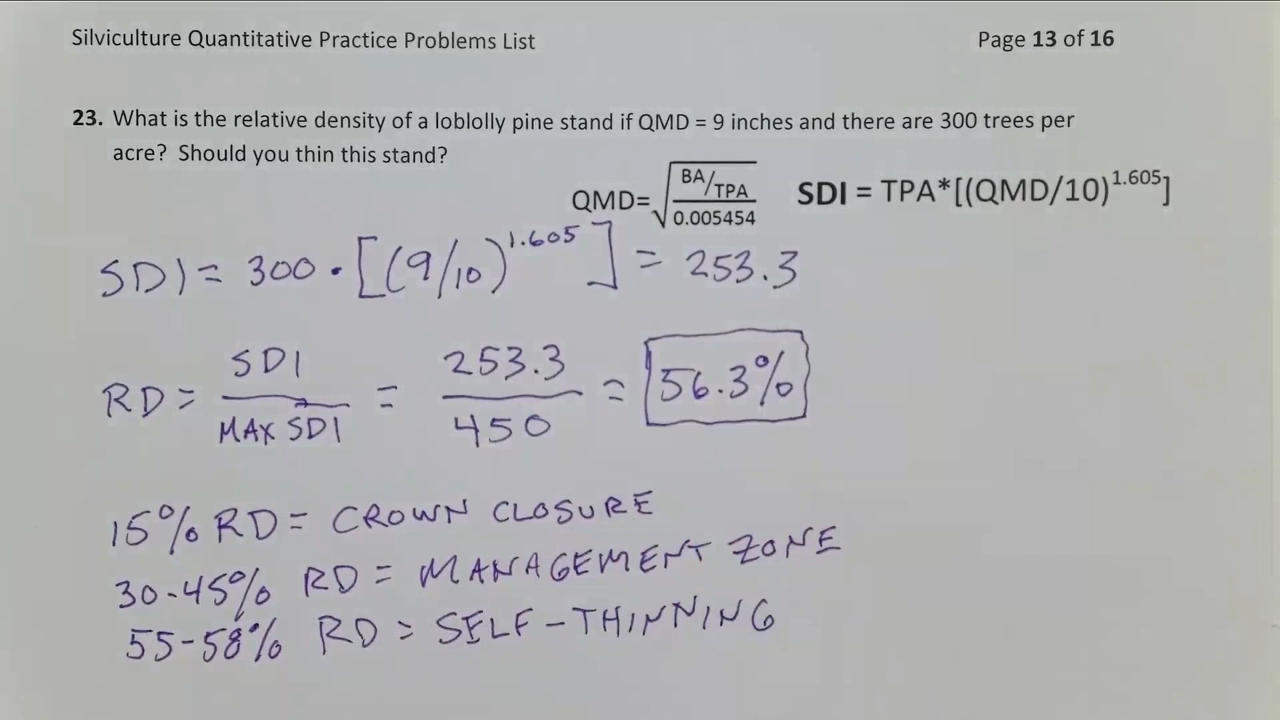 Silviculture Quantitative Practice Problems List Page 13 of 16
23. What is the relative density of a loblolly pine stand if QMD = 9 inches and there are 300 trees per
acre? Should you thin this stand?
QMD=√((BA/TPA)/0.005454) SDI = TPA*[(QMD/10)^1.605]
SDI = 300 · [(9/10)^1.605] = 253.3
RD = SDI/MAX SDI = 253.3/450 = 56.3%
15% RD = CROWN CLOSURE
30-45% RD = MANAGEMENT ZONE
55-58% RD = SELF-THINNING